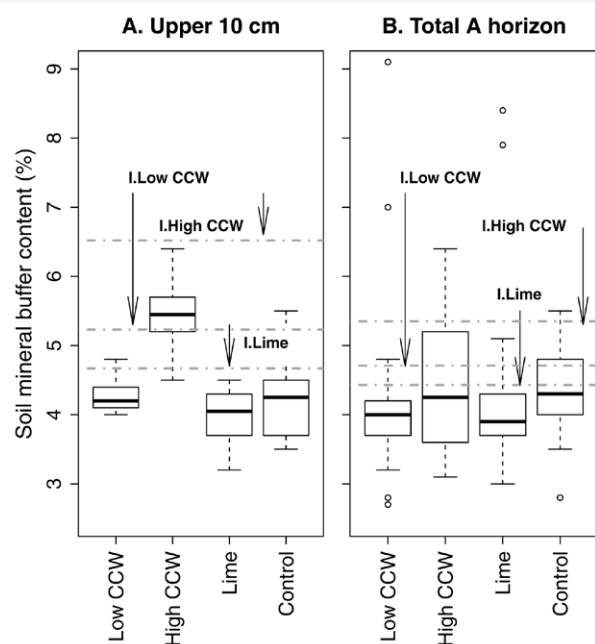 A. Upper 10 cm
B. Total A horizon
Soil mineral buffer content (%)
9
8
7
6
5
4
3
I.Low CCW
I.High CCW
I.Lime
I.Low CCW
I.High CCW
I.Lime
Low CCW
High CCW
Lime
Control
Low CCW
High CCW
Lime
Control